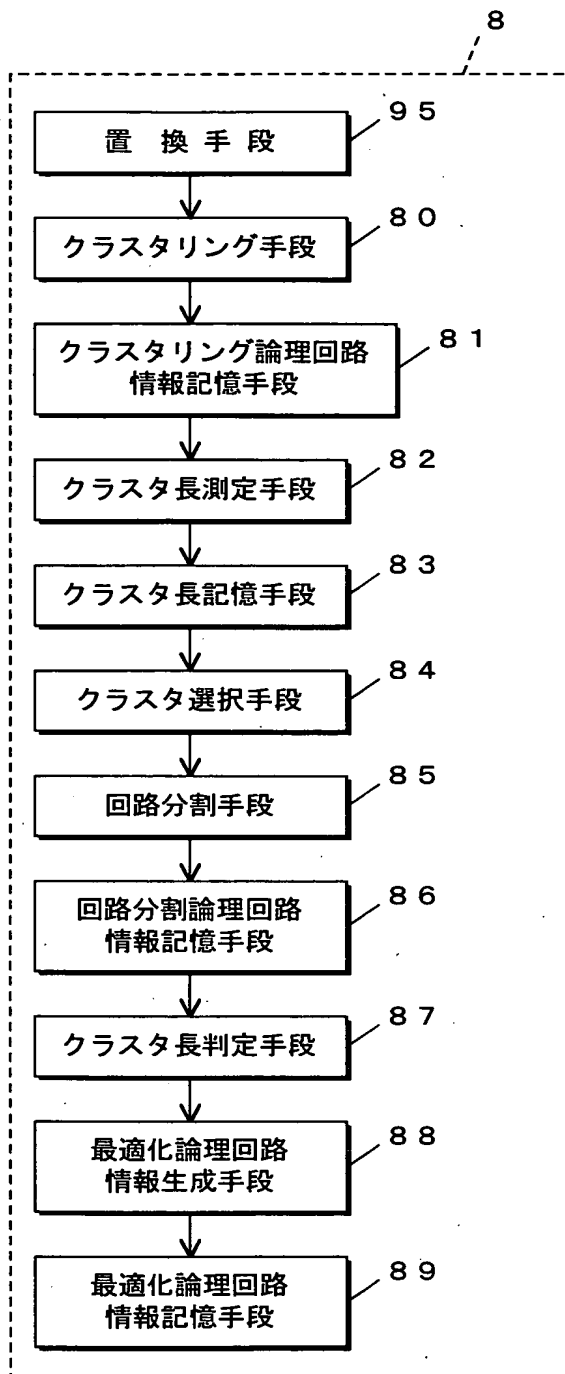 8
置 換 手 段
95
クラスタリング手段
80
クラスタリング論理回路
情報記憶手段
81
クラスタ長測定手段
82
クラスタ長記憶手段
83
クラスタ選択手段
84
回路分割手段
85
回路分割論理回路
情報記憶手段
86
クラスタ長判定手段
87
最適化論理回路
情報生成手段
88
最適化論理回路
情報記憶手段
89